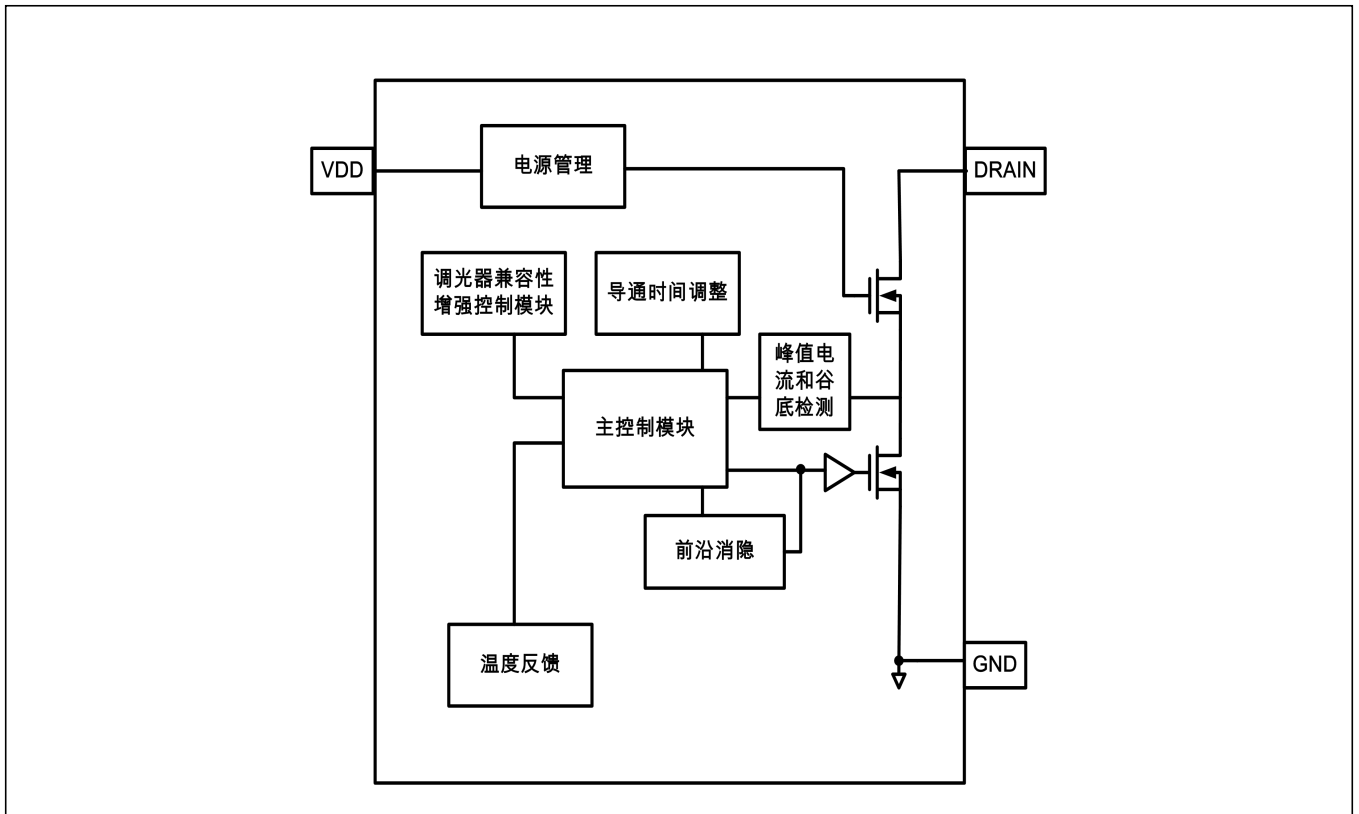 电源管理
VDD
DRAIN
调光器兼容性
增强控制模块
导通时间调整
峰值电
流和谷
底检测
主控制模块
前沿消隐
温度反馈
GND